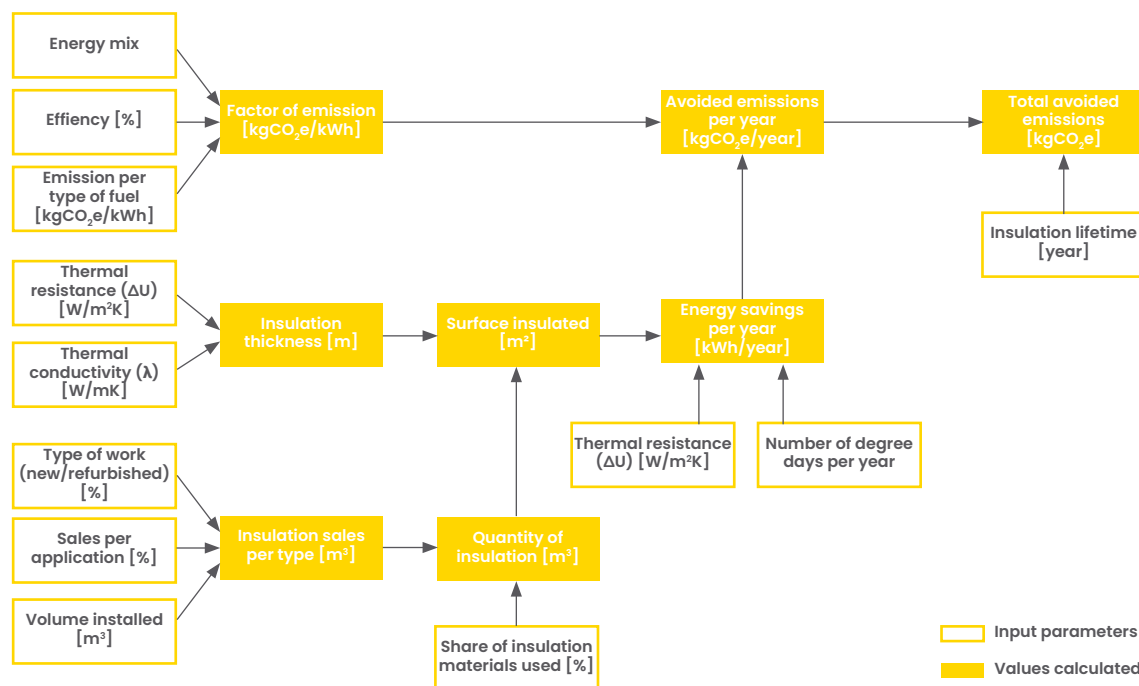 Energy mix
Effiency [%]
Emission per
type of fuel
[kgCO₂e/kWh]
Factor of emission
[kgCO₂e/kWh]
Avoided emissions
per year
[kgCO₂e/year]
Total avoided
emissions
[kgCO₂e]
Insulation lifetime
[year]
Thermal
resistance (ΔU)
[W/m²K]
Thermal
conductivity (λ)
[W/mK]
Insulation
thickness [m]
Surface insulated
[m²]
Energy savings
per year
[kWh/year]
Thermal resistance
(ΔU) [W/m²K]
Number of degree
days per year
Type of work
(new/refurbished)
[%]
Sales per
application [%]
Volume installed
[m³]
Insulation sales
per type [m³]
Quantity of
insulation [m³]
Share of insulation
materials used [%]
Input parameters
Values calculated